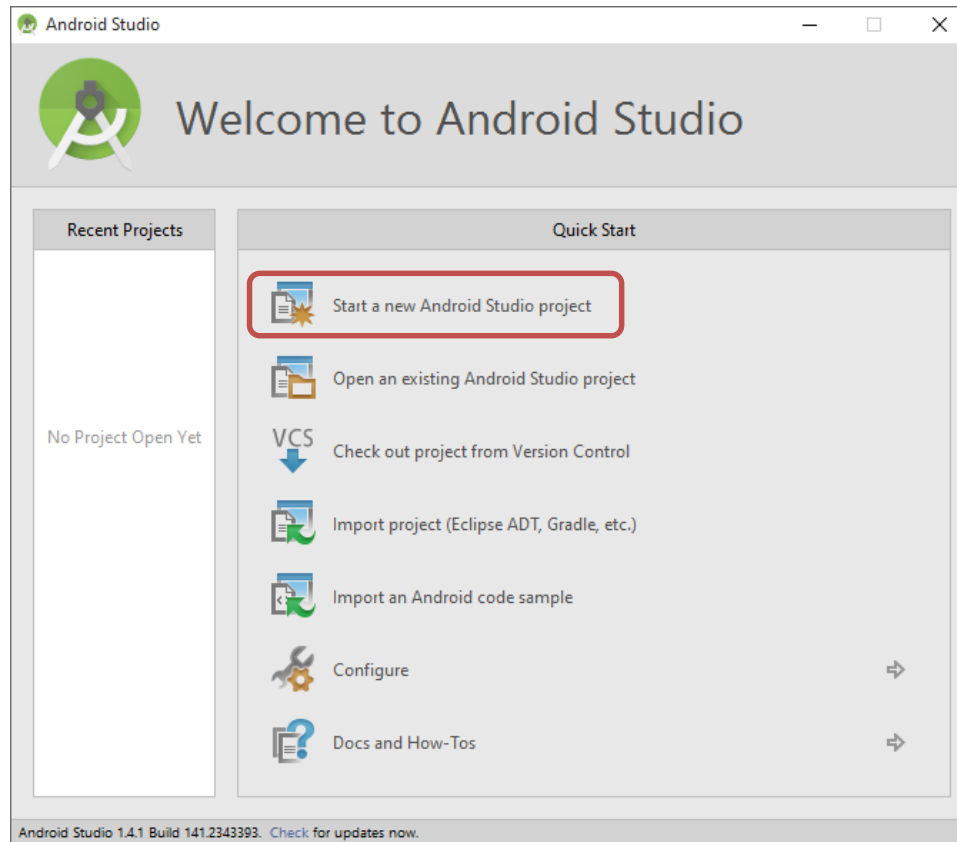 Android Studio
Welcome to Android Studio
Recent Projects
No Project Open Yet
Quick Start
Start a new Android Studio project
Open an existing Android Studio project
VCS
Check out project from Version Control
Import project (Eclipse ADT, Gradle, etc.)
Import an Android code sample
Configure
Docs and How-Tos
Android Studio 1.4.1 Build 141.2343393. Check for updates now.